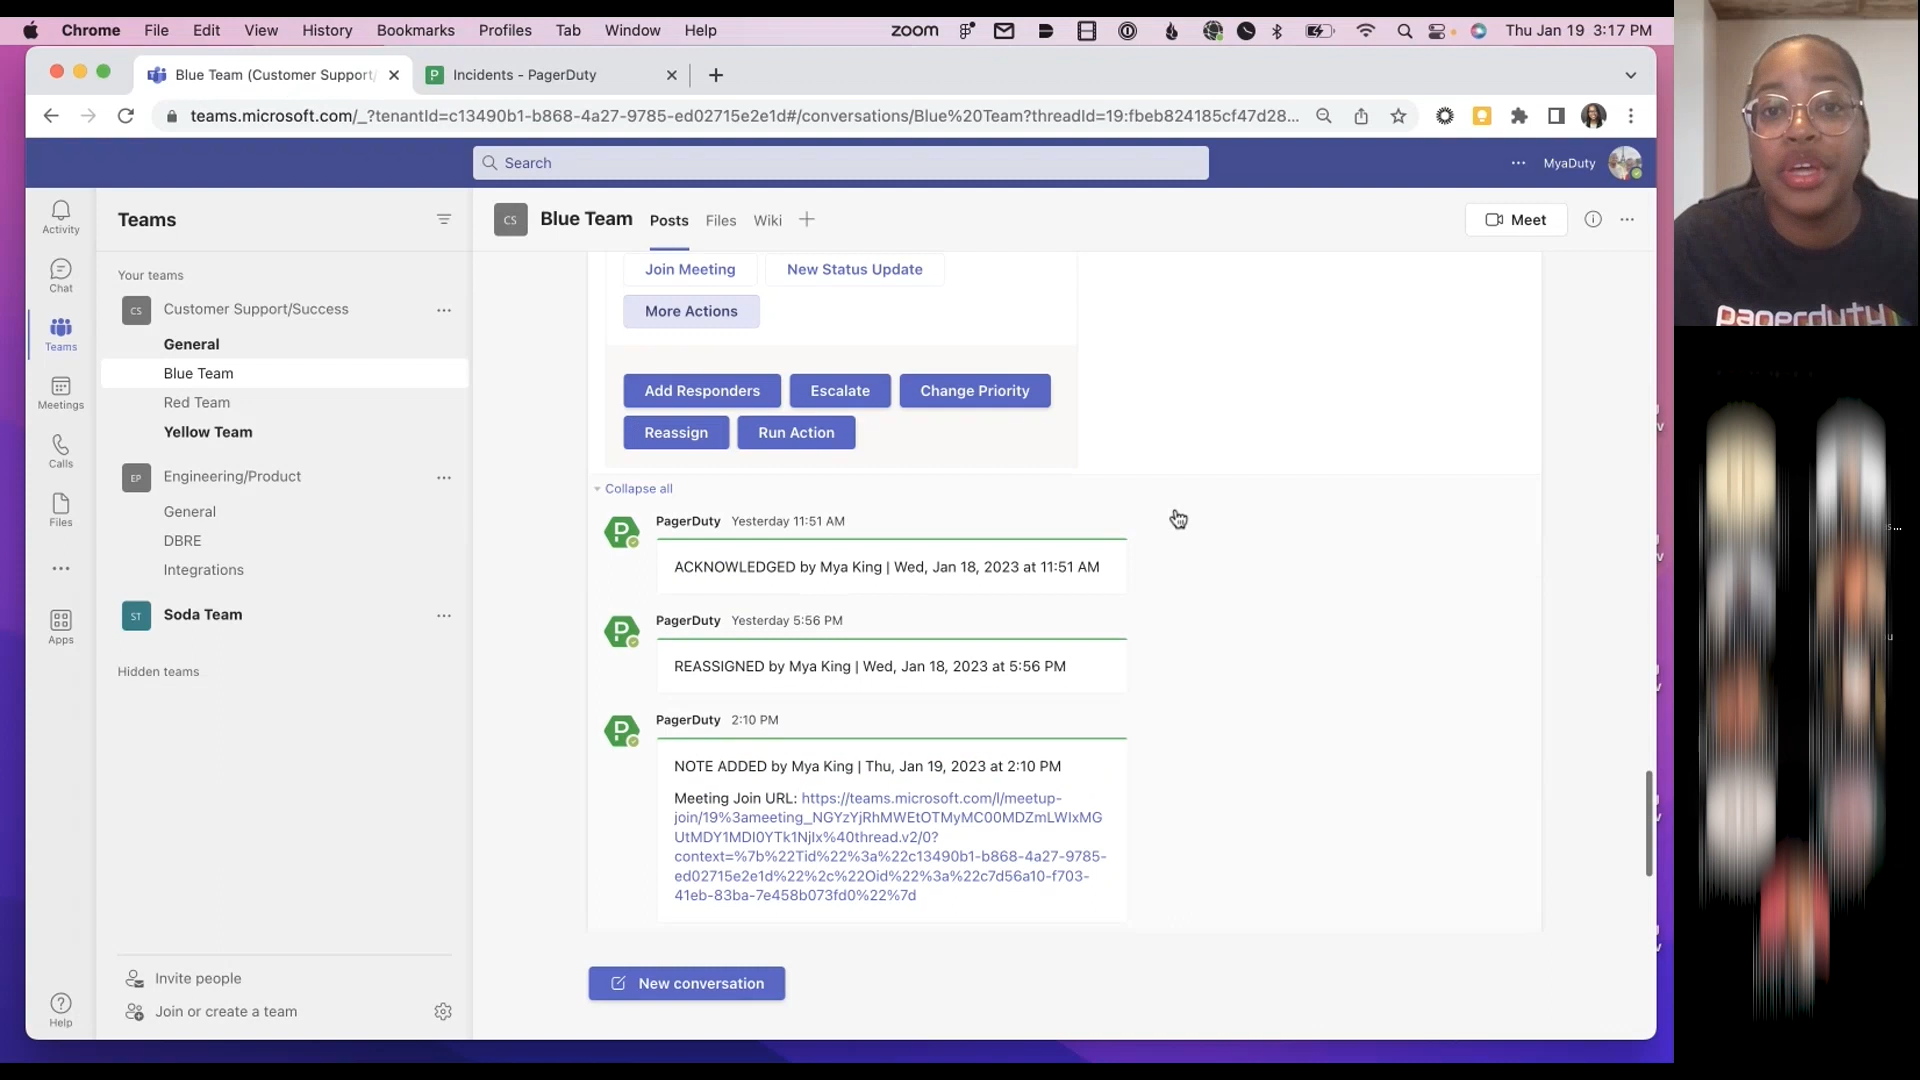 Chrome File Edit View History Bookmarks Profiles Tab Window Help zoom Thu Jan 19 3:17 PM
Blue Team (Customer Support/
P Incidents - PagerDuty
teams.microsoft.com/_?tenantId=c13490b1-b868-4a27-9785-ed02715e2e1d#/conversations/Blue%20Team?threadId=19:fbeb824185cf47d28...
Search
MyaDuty
Activity
Chat
Teams
Meetings
Calls
Files
Apps
Help
Teams
Your teams
CS Customer Support/Success
General
Blue Team
Red Team
Yellow Team
EP Engineering/Product
General
DBRE
Integrations
ST Soda Team
Hidden teams
Invite people
Join or create a team
CS Blue Team Posts Files Wiki
Meet
Join Meeting New Status Update
More Actions
Add Responders Escalate Change Priority
Reassign Run Action
Collapse all
PagerDuty Yesterday 11:51 AM
ACKNOWLEDGED by Mya King | Wed, Jan 18, 2023 at 11:51 AM
PagerDuty Yesterday 5:56 PM
REASSIGNED by Mya King | Wed, Jan 18, 2023 at 5:56 PM
PagerDuty 2:10 PM
NOTE ADDED by Mya King | Thu, Jan 19, 2023 at 2:10 PM
Meeting Join URL: https://teams.microsoft.com/l/meetup-
join/19%3ameeting_NGYzYjRhMWEtOTMyMC00MDZmLWIxMG
UtMDY1MDI0YTk1NjIx%40thread.v2/0?
context=%7b%22Tid%22%3a%22c13490b1-b868-4a27-9785-
ed02715e2e1d%22%2c%22Oid%22%3a%22c7d56a10-f703-
41eb-83ba-7e458b073fd0%22%7d
New conversation
pagerduty